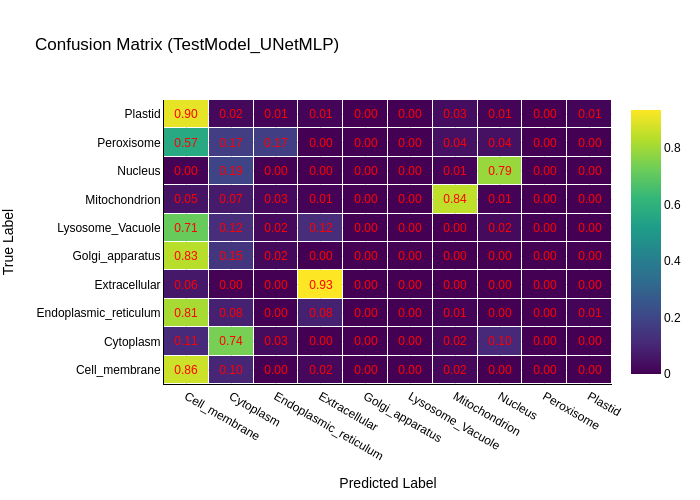 Confusion Matrix (TestModel_UNetMLP)
True Label
Plastid 0.90 0.02 0.01 0.01 0.00 0.00 0.03 0.01 0.00 0.01
Peroxisome 0.57 0.17 0.17 0.00 0.00 0.00 0.04 0.04 0.00 0.00
Nucleus 0.00 0.00 0.00 0.00 0.00 0.01 0.79 0.00 0.00
Mitochondrion 0.05 0.07 0.03 0.01 0.00 0.00 0.84 0.01 0.00 0.00
Lysosome_Vacuole 0.71 0.12 0.02 0.12 0.00 0.00 0.00 0.02 0.00 0.00
Golgi_apparatus 0.83 0.15 0.02 0.00 0.00 0.00 0.00 0.00 0.00 0.00
Extracellular 0.06 0.00 0.00 0.93 0.00 0.00 0.00 0.00 0.00 0.00
Endoplasmic_reticulum 0.81 0.08 0.00 0.08 0.00 0.00 0.01 0.00 0.00 0.01
Cytoplasm 0.11 0.74 0.03 0.00 0.00 0.00 0.02 0.10 0.00 0.00
Cell_membrane 0.86 0.10 0.00 0.02 0.00 0.00 0.02 0.00 0.00 0.00
Cell_membrane Cytoplasm Endoplasmic_reticulum Extracellular Golgi_apparatus Lysosome_Vacuole Mitochondrion Nucleus Peroxisome Plastid
Predicted Label
0.8
0.6
0.4
0.2
0